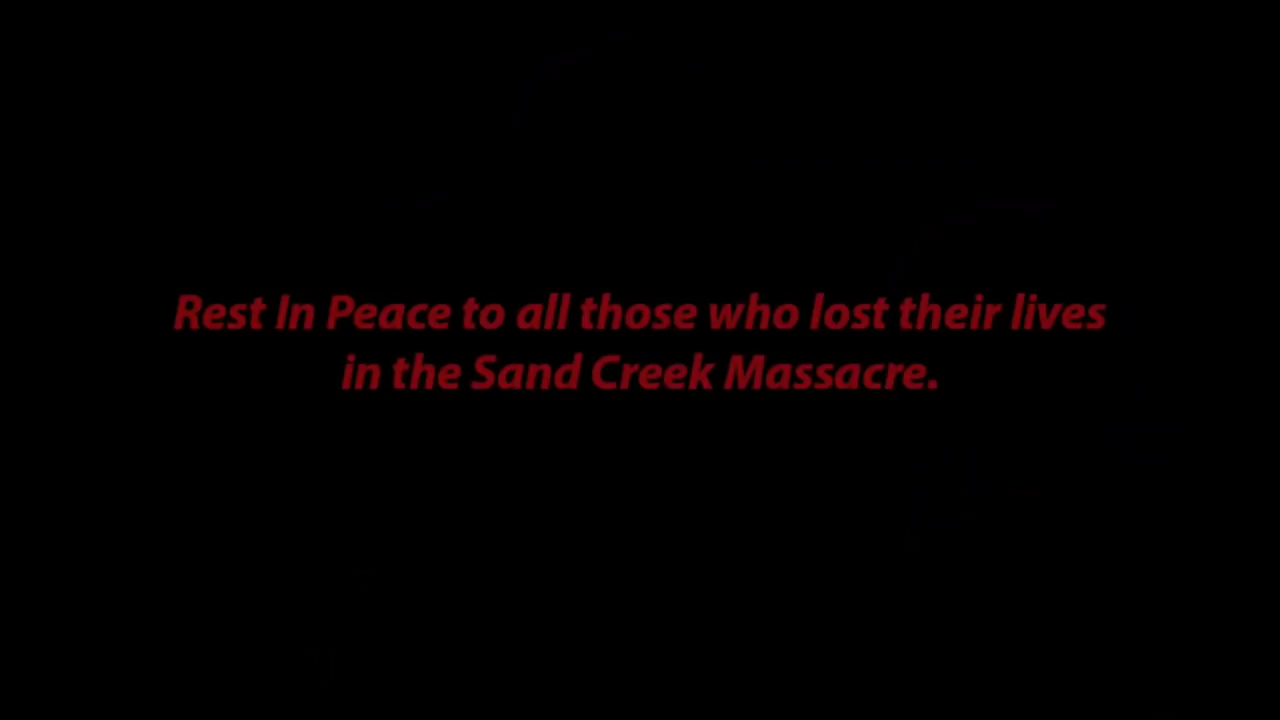 Rest In Peace to all those who lost their lives
in the Sand Creek Massacre.